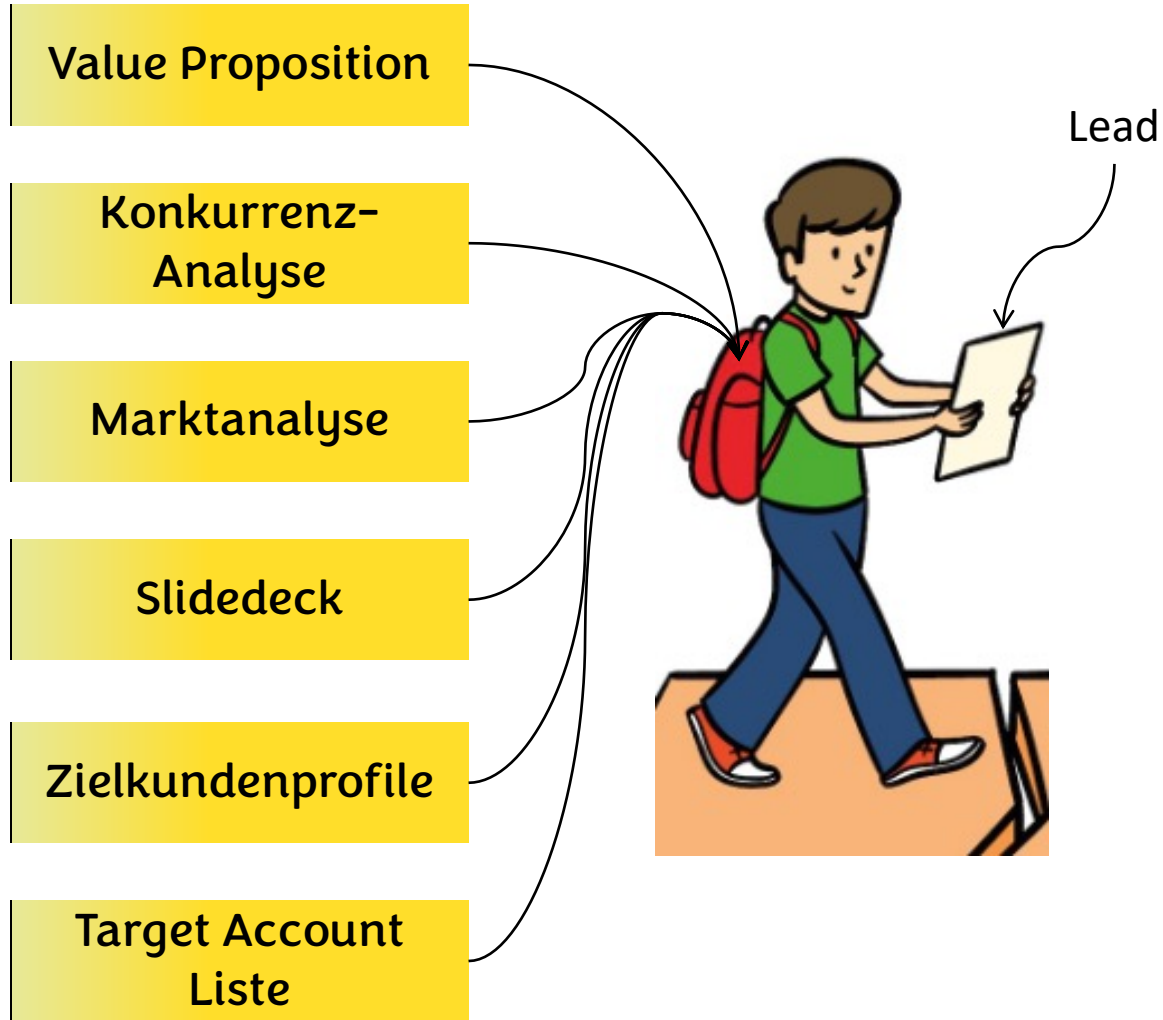 Value Proposition
Lead
Konkurrenz-
Analyse
Marktanalyse
Slidedeck
Zielkundenprofile
Target Account
Liste